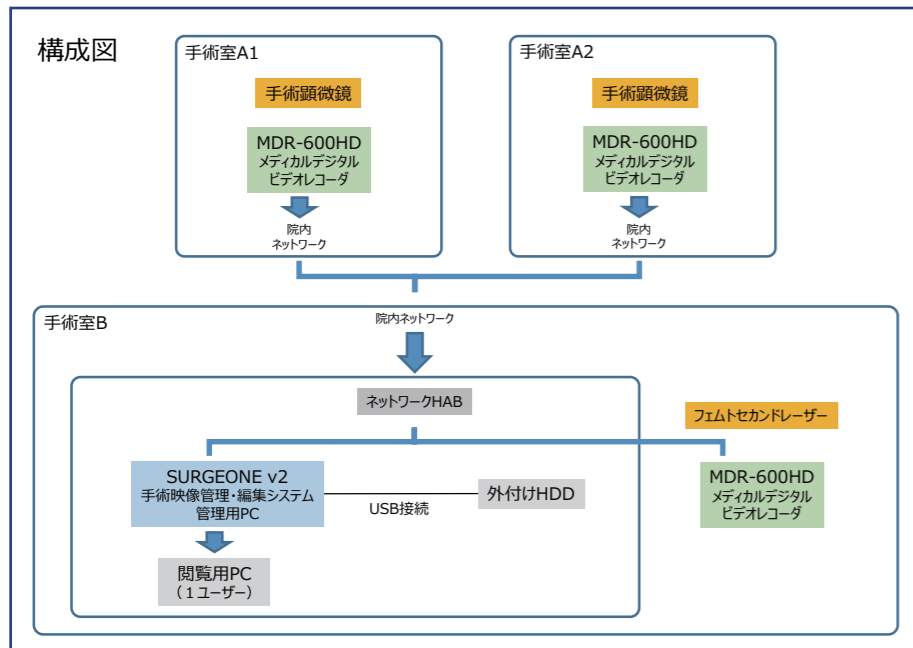 構成図
手術室A1
手術顕微鏡
MDR-600HD
メディカルデジタル
ビデオレコーダ
院内
ネットワーク
手術室A2
手術顕微鏡
MDR-600HD
メディカルデジタル
ビデオレコーダ
院内
ネットワーク
手術室B
院内ネットワーク
ネットワークHAB
フェムトセカンドレーザー
SURGEONE v2
手術映像管理・編集システム
管理用PC
USB接続
外付けHDD
MDR-600HD
メディカルデジタル
ビデオレコーダ
閲覧用PC
（１ユーザー）